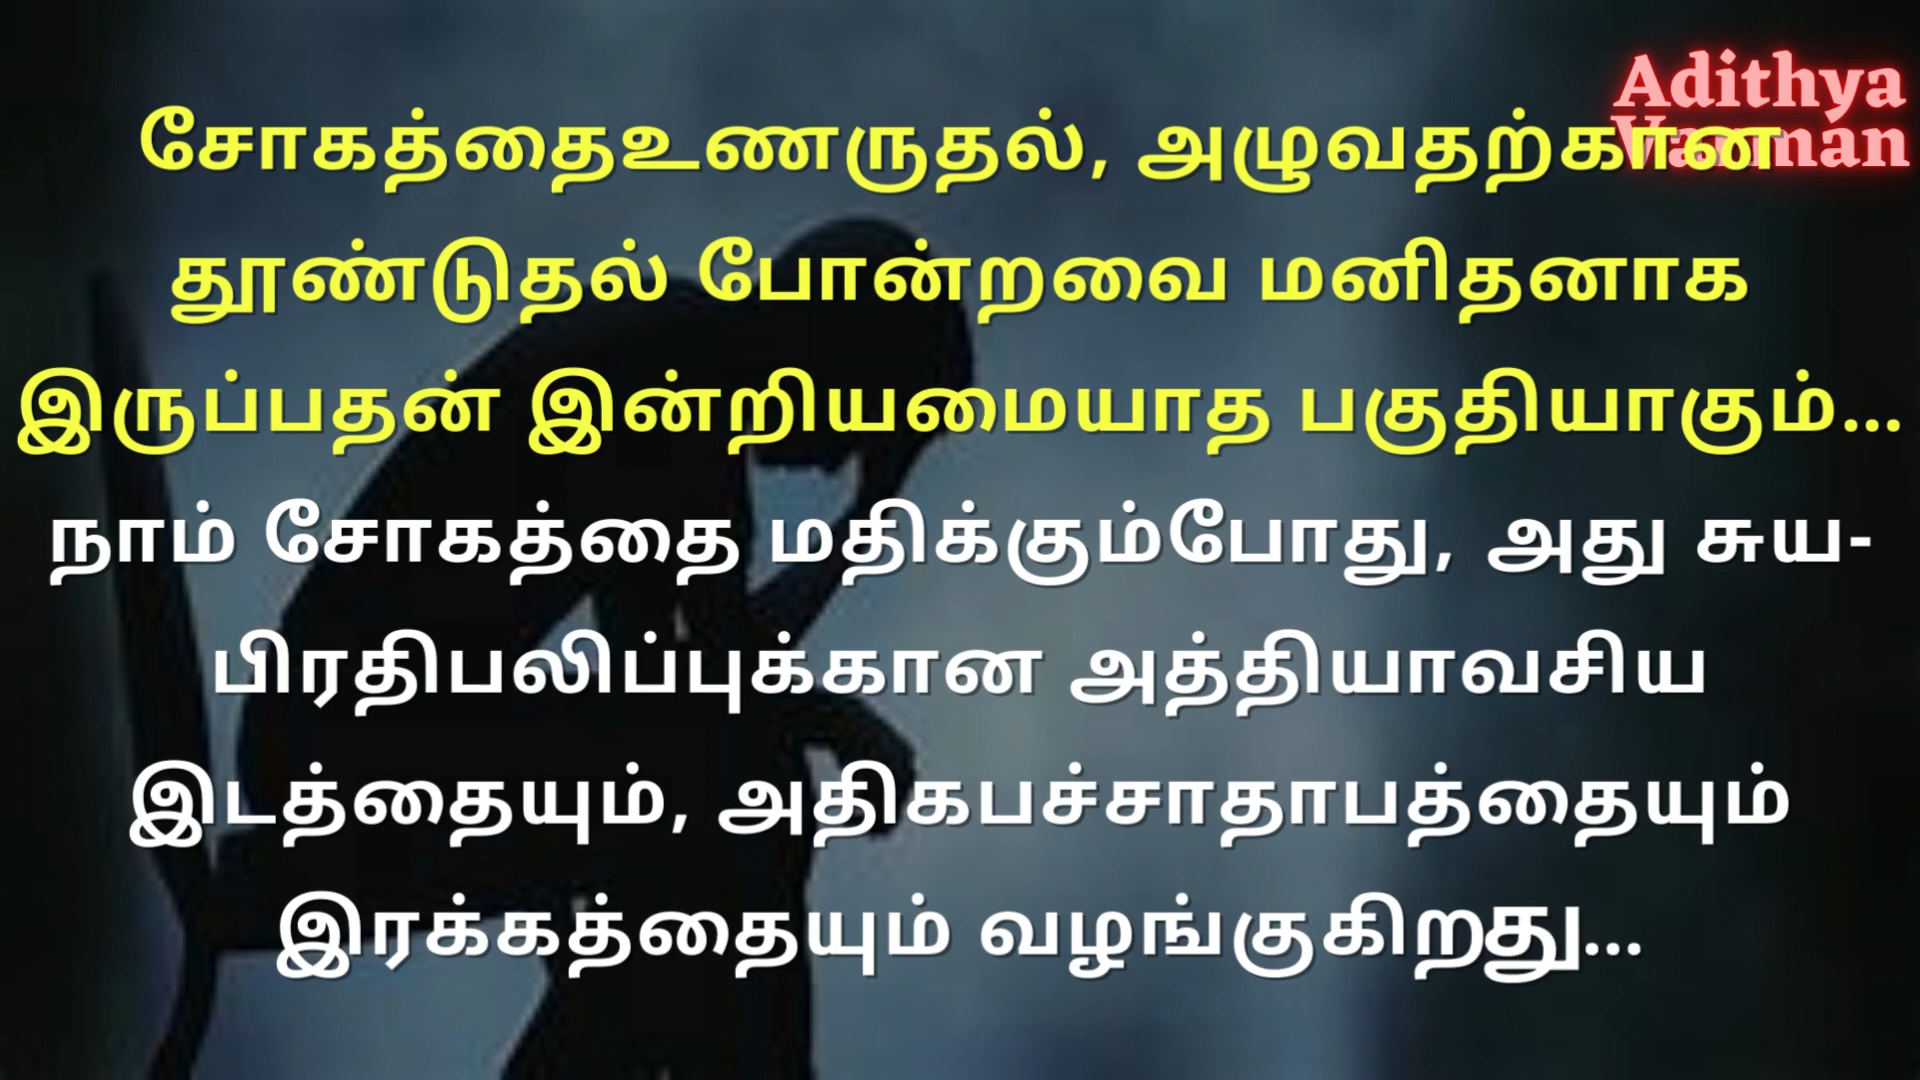 Adithya
Varman
சோகத்தைஉணருதல், அழுவதற்கான
தூண்டுதல் போன்றவை மனிதனாக
இருப்பதன் இன்றியமையாத பகுதியாகும்...
நாம் சோகத்தை மதிக்கும்போது, அது சுய-
பிரதிபலிப்புக்கான அத்தியாவசிய
இடத்தையும், அதிகபச்சாதாபத்தையும்
இரக்கத்தையும் வழங்குகிறது...